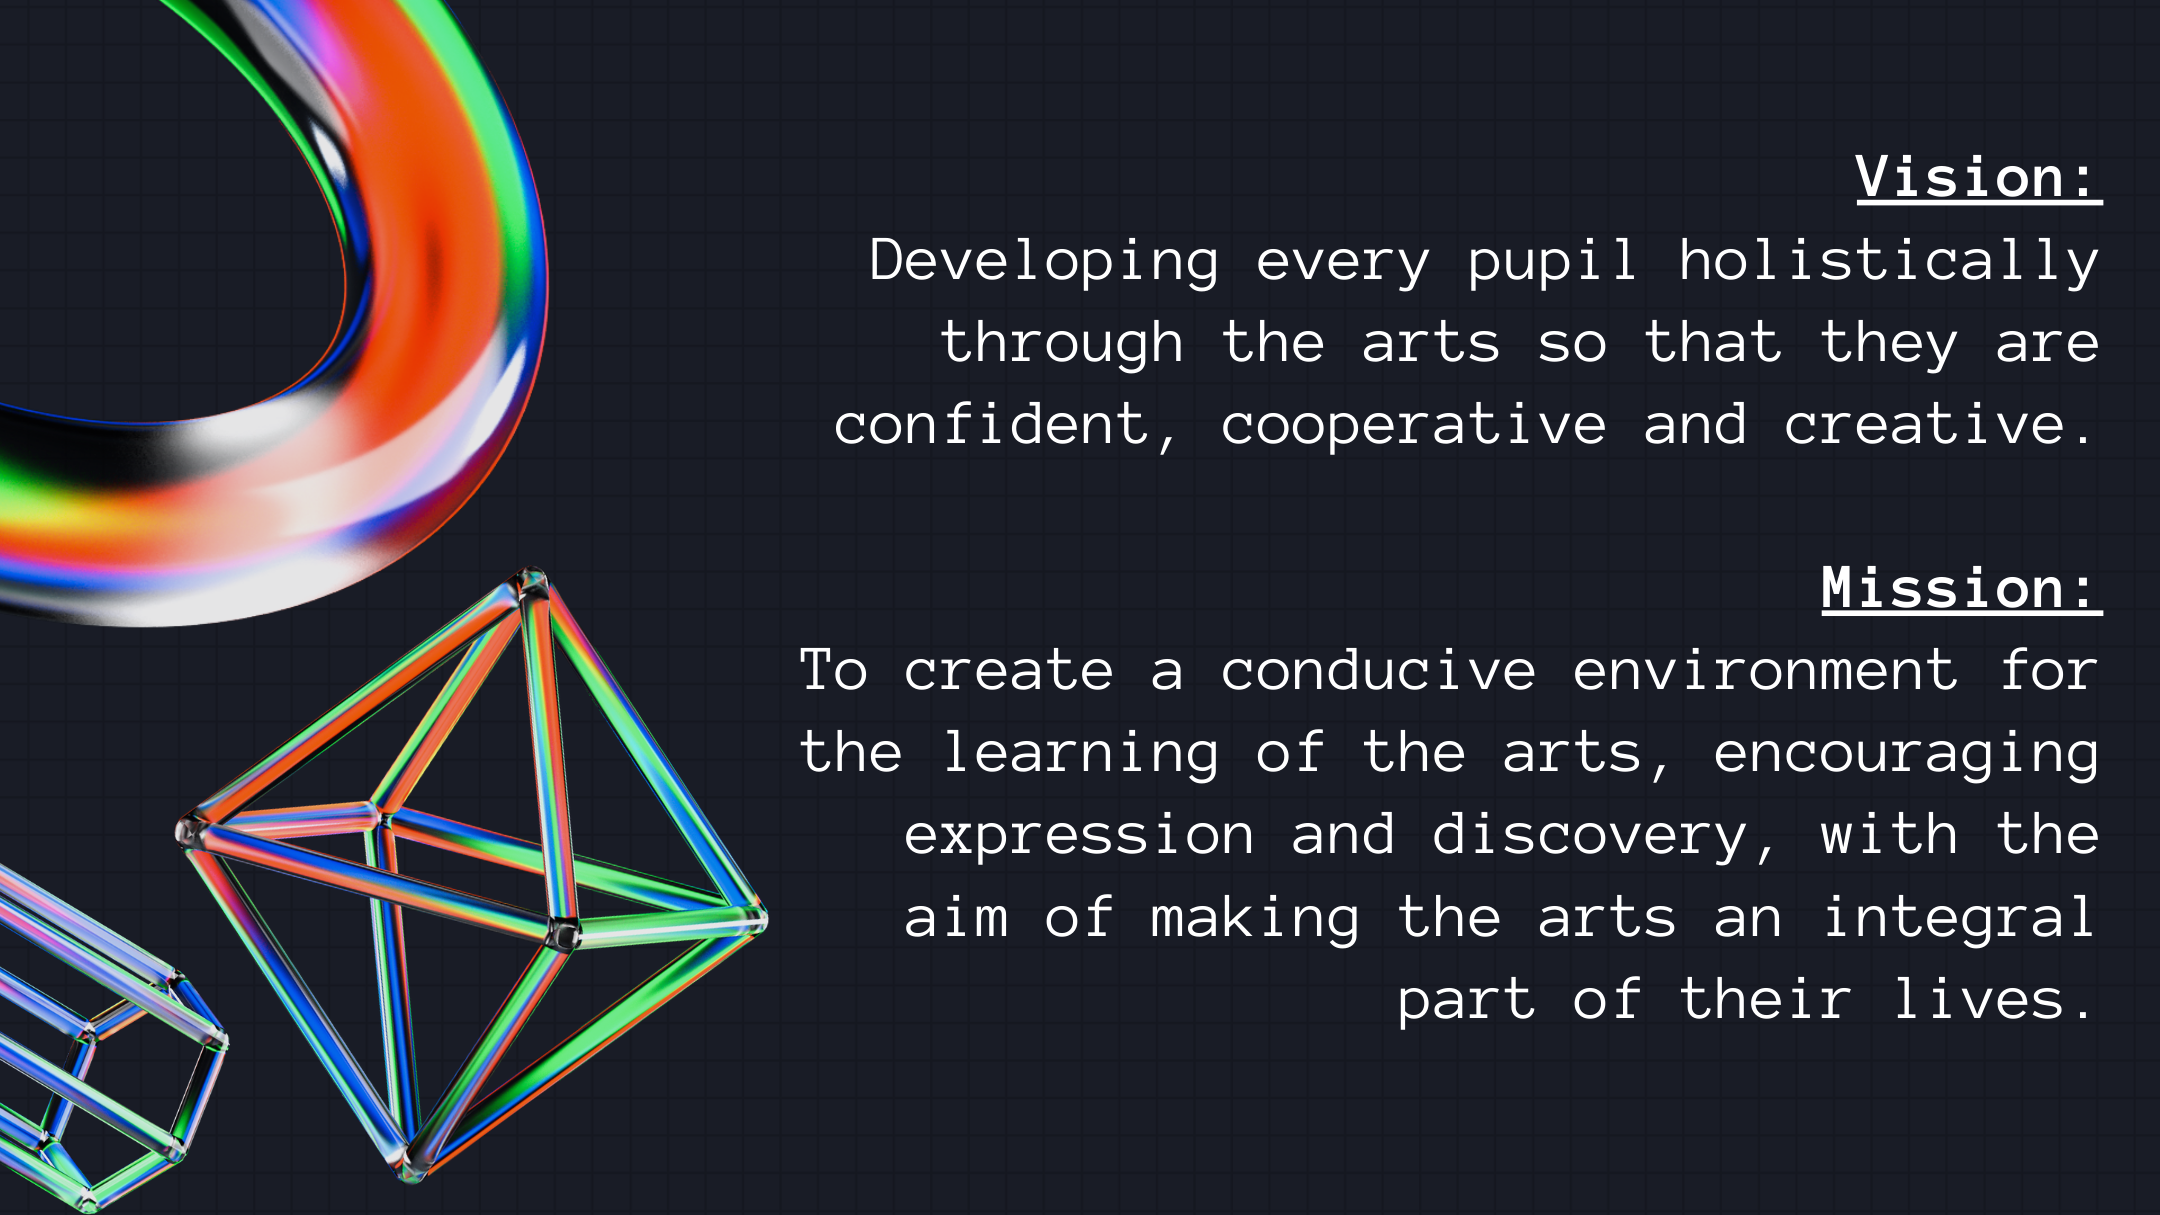 Vision:
Developing every pupil holistically
through the arts so that they are
confident, cooperative and creative.
Mission:
To create a conducive environment for
the learning of the arts, encouraging
expression and discovery, with the
aim of making the arts an integral
part of their lives.